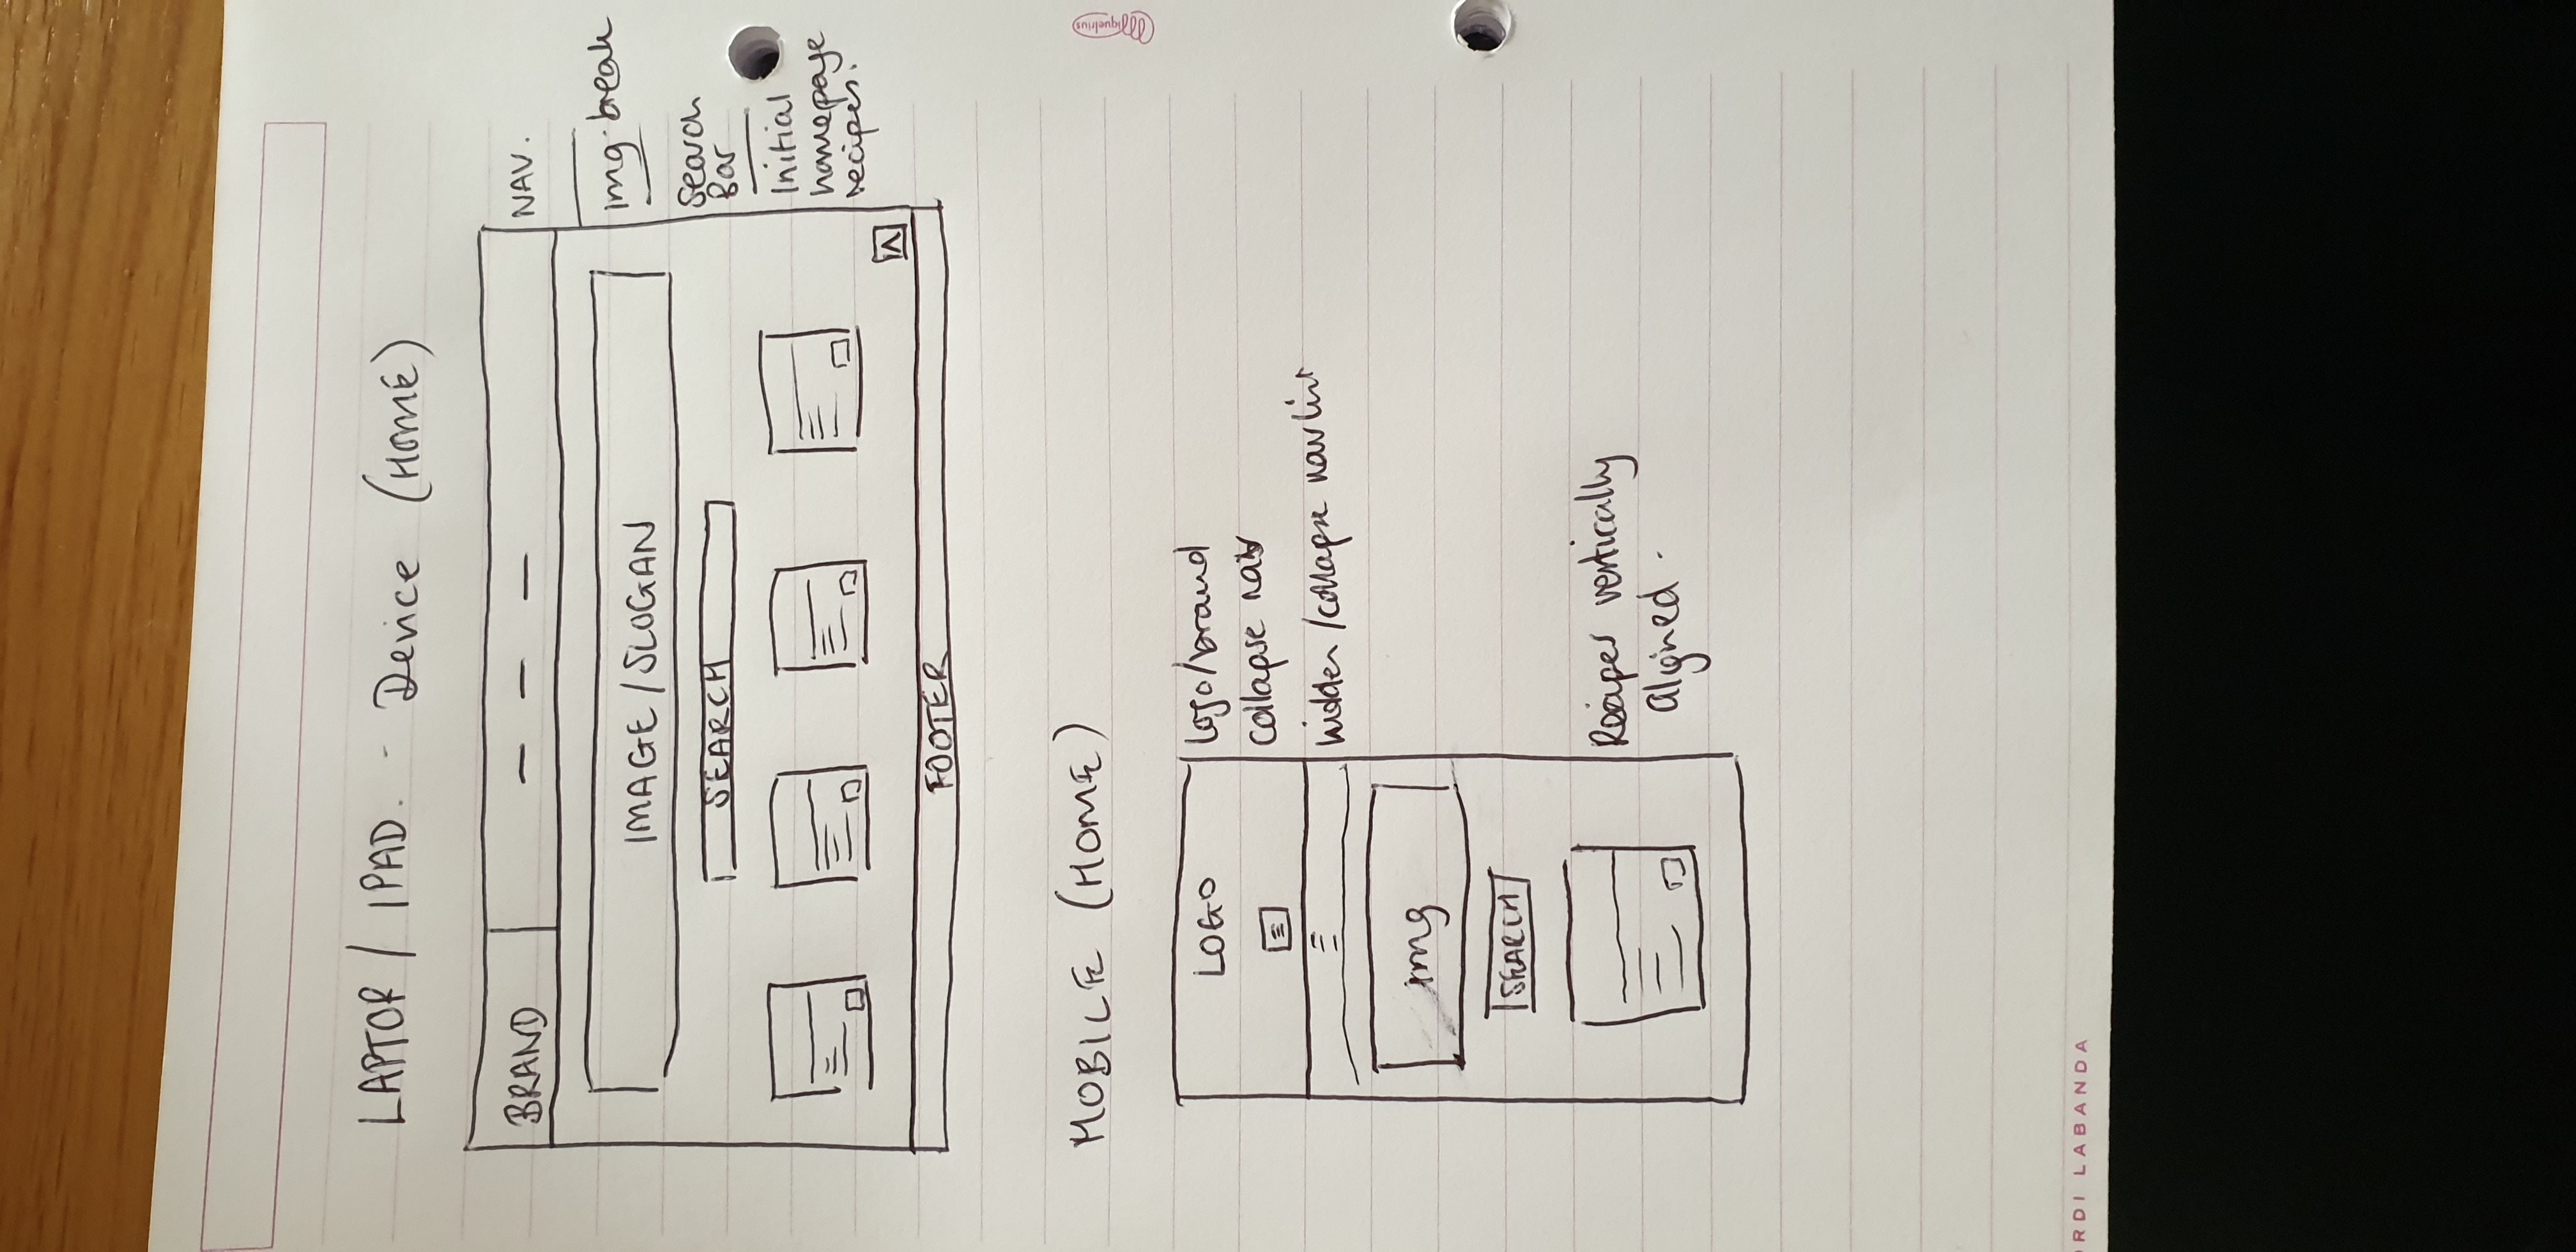 LAPTOP / IPAD. - Device (HOME)
BRAND
NAV.
IMAGE / SLOGAN
img-break
SEARCH
Search
Bar
Initial
homepage
recipes.
FOOTER
MOBILE (HOME)
LOGO
Logo/brand
collapse nav
hidden /collapse nav list
img
SEARCH
Recipes vertically
aligned.
miquelrius
ORDI LABANDA